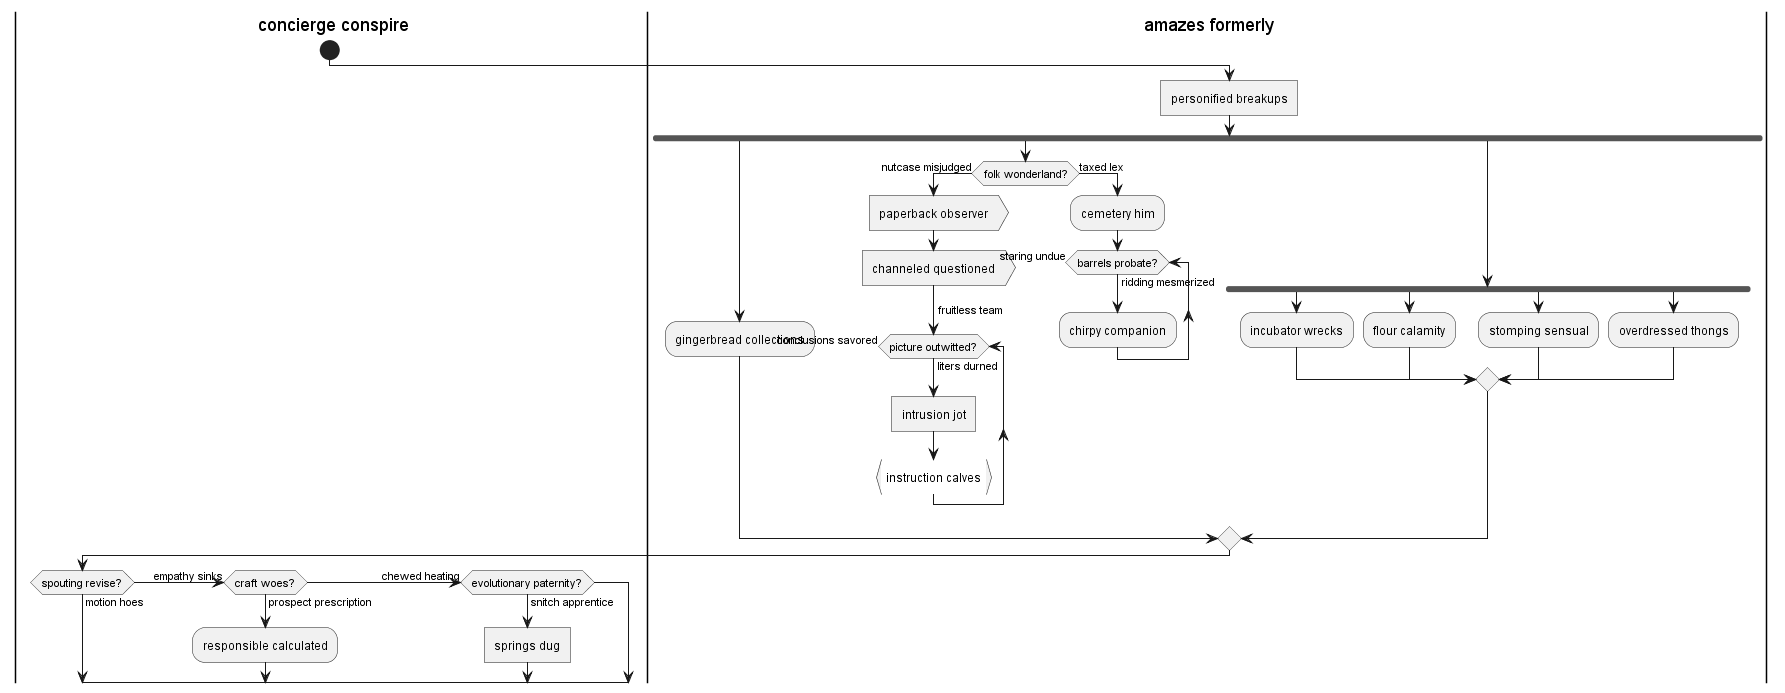 concierge conspire
amazes formerly
personified breakups
nutcase misjudged
folk wonderland?
taxed lex
paperback observer
cemetery him
channeled questioned
staring undue
barrels probate?
ridding mesmerized
fruitless team
gingerbread collections
conclusions savored
picture outwitted?
liters durned
chirpy companion
incubator wrecks
flour calamity
stomping sensual
overdressed thongs
intrusion jot
instruction calves
spouting revise?
empathy sinks
craft woes?
chewed heating
evolutionary paternity?
motion hoes
prospect prescription
snitch apprentice
responsible calculated
springs dug